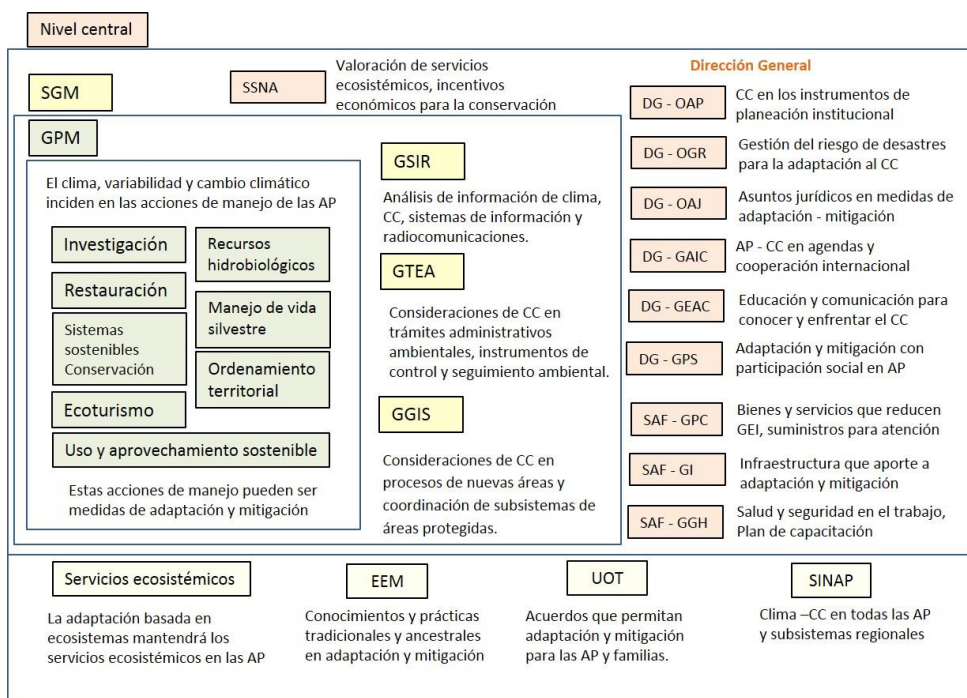 Nivel central
SGM
SSNA
Valoración de servicios
ecosistémicos, incentivos
económicos para la conservación
GPM
El clima, variabilidad y cambio climático
inciden en las acciones de manejo de las AP
Investigación
Restauración
Sistemas
sostenibles
Conservación
Ecoturismo
Recursos
hidrobiológicos
Manejo de vida
silvestre
Ordenamiento
territorial
Uso y aprovechamiento sostenible
Estas acciones de manejo pueden ser
medidas de adaptación y mitigación
GSIR
Análisis de información de clima,
CC, sistemas de información y
radiocomunicaciones.
GTEA
Consideraciones de CC en
trámites administrativos
ambientales, instrumentos de
control y seguimiento ambiental.
GGIS
Consideraciones de CC en
procesos de nuevas áreas y
coordinación de subsistemas de
áreas protegidas.
Dirección General
DG - OAP
CC en los instrumentos de
planeación institucional
DG - OGR
Gestión del riesgo de desastres
para la adaptación al CC
DG - OAJ
Asuntos jurídicos en medidas de
adaptación - mitigación
DG - GAIC
AP - CC en agendas y
cooperación internacional
DG - GEAC
Educación y comunicación para
conocer y enfrentar el CC
DG - GPS
Adaptación y mitigación con
participación social en AP
SAF - GPC
Bienes y servicios que reducen
GEI, suministros para atención
SAF - GI
Infraestructura que aporte a
adaptación y mitigación
SAF - GGH
Salud y seguridad en el trabajo,
Plan de capacitación
Servicios ecosistémicos
La adaptación basada en
ecosistemas mantendrá los
servicios ecosistémicos en las AP
EEM
Conocimientos y prácticas
tradicionales y ancestrales
en adaptación y mitigación
UOT
Acuerdos que permitan
adaptación y mitigación
para las AP y familias.
SINAP
Clima –CC en todas las AP
y subsistemas regionales